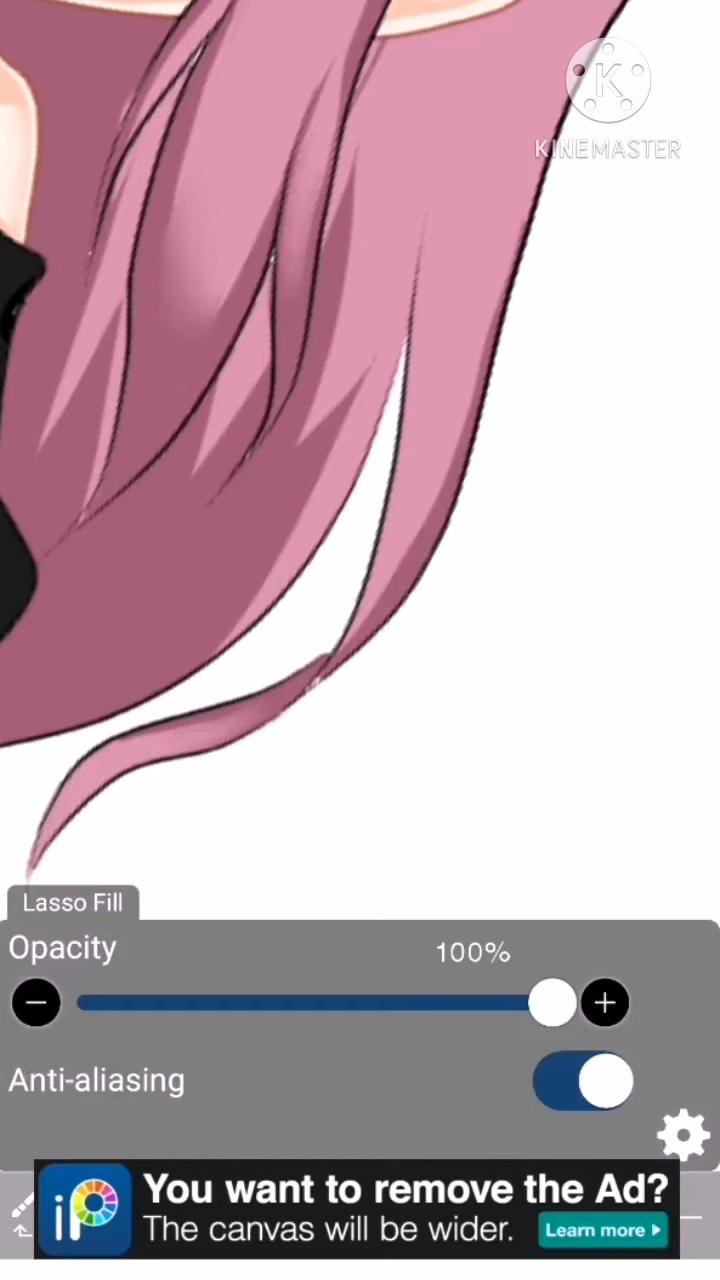 K
KINEMASTER
Lasso Fill
Opacity 100%
Anti-aliasing
iP
You want to remove the Ad?
The canvas will be wider.
Learn more